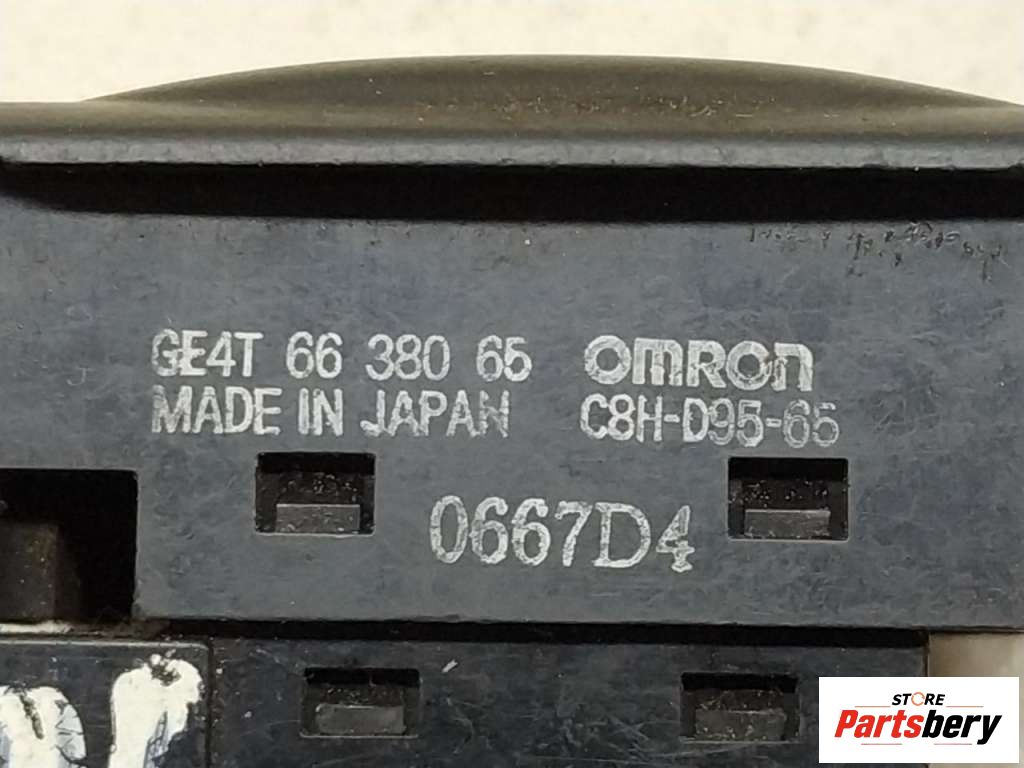 GE4T 66 380 65 OMRON
MADE IN JAPAN C8H-D95-65
0667D4
STORE
Partsbery